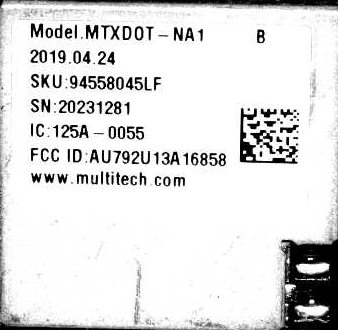 Model.MTXDOT-NA1 B
2019.04.24
SKU:94558045LF
SN:20231281
IC:125A-0055
FCC ID:AU792U13A16858
www.multitech.com